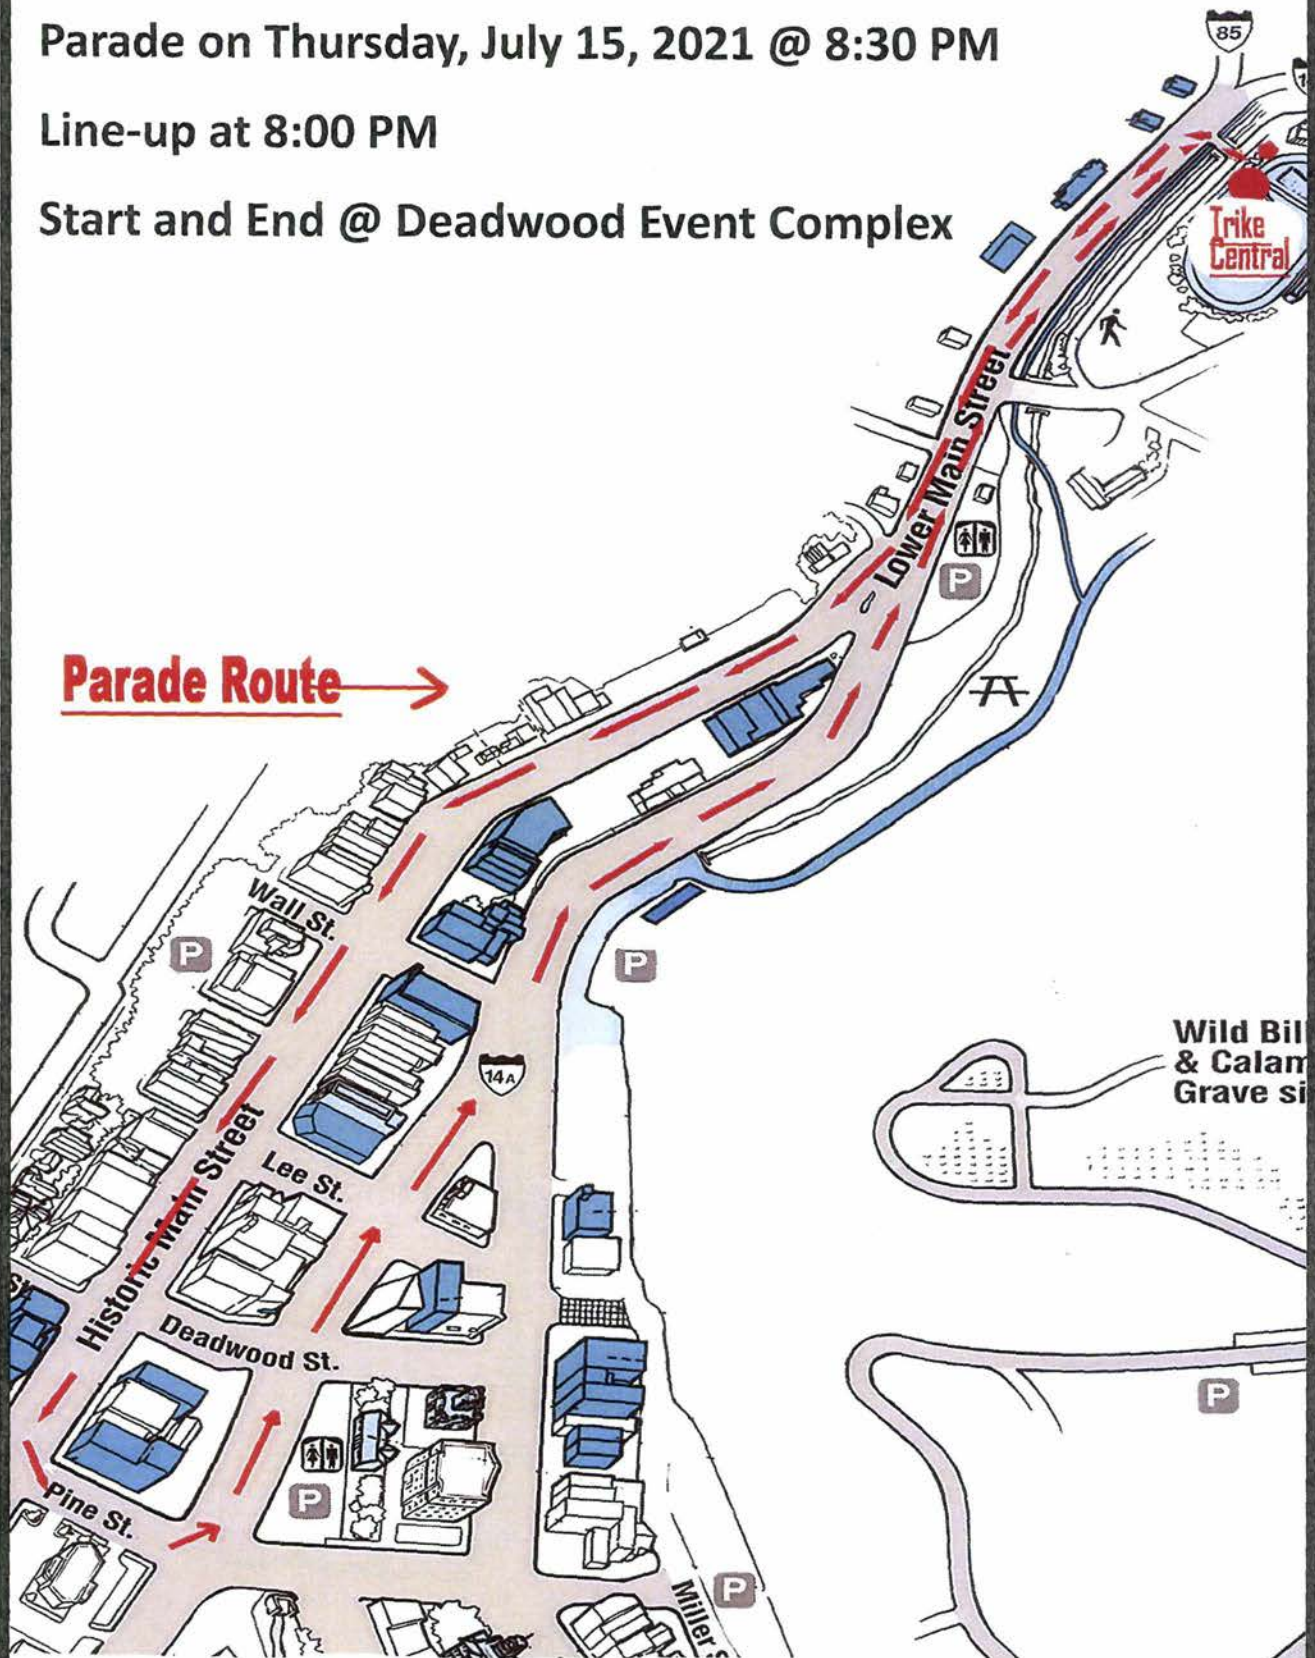 Parade on Thursday, July 15, 2021 @ 8:30 PM
Line-up at 8:00 PM
Start and End @ Deadwood Event Complex
85
Trike
Central
Lower Main Street
P
Parade Route
Wall St.
P
P
14A
Wild Bil
& Calam
Grave si
Lee St.
Historic Main Street
Deadwood St.
P
P
Pine St.
P
Miller S